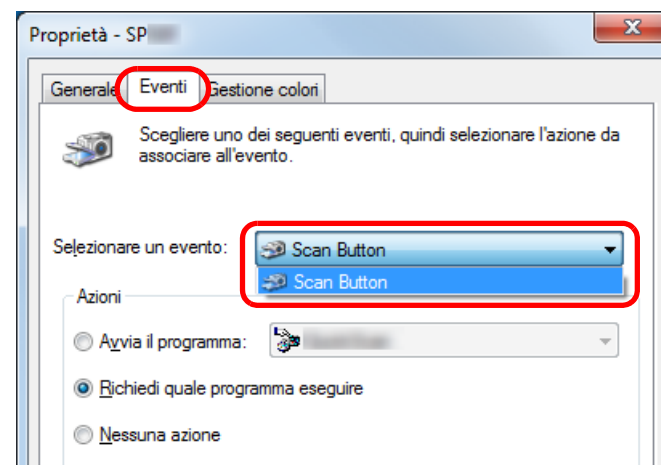 Proprietà - SP
Generale Eventi Gestione colori
Scegliere uno dei seguenti eventi, quindi selezionare l'azione da
associare all'evento.
Selezionare un evento: Scan Button
Scan Button
Azioni
Avvia il programma:
Richiedi quale programma eseguire
Nessuna azione